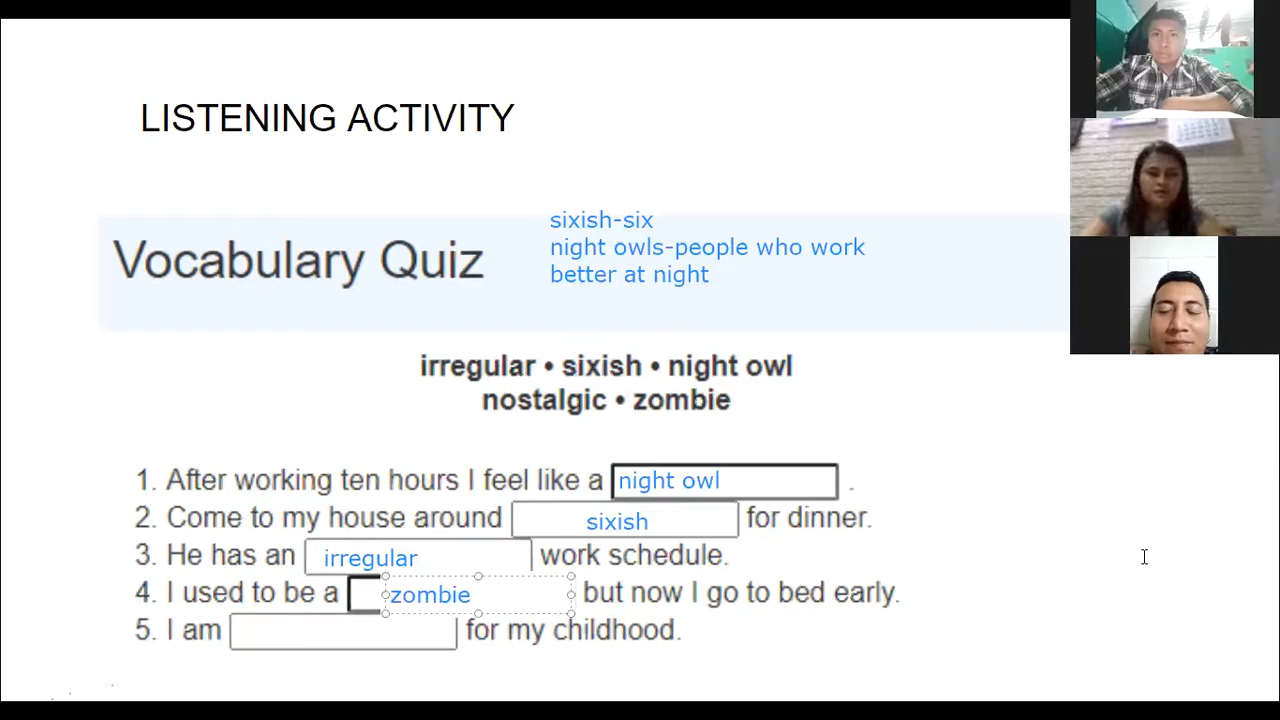 LISTENING ACTIVITY
Vocabulary Quiz
sixish-six
night owls-people who work
better at night
irregular • sixish • night owl
nostalgic • zombie
1. After working ten hours I feel like a night owl .
2. Come to my house around sixish for dinner.
3. He has an irregular work schedule.
4. I used to be a zombie but now I go to bed early.
5. I am for my childhood.